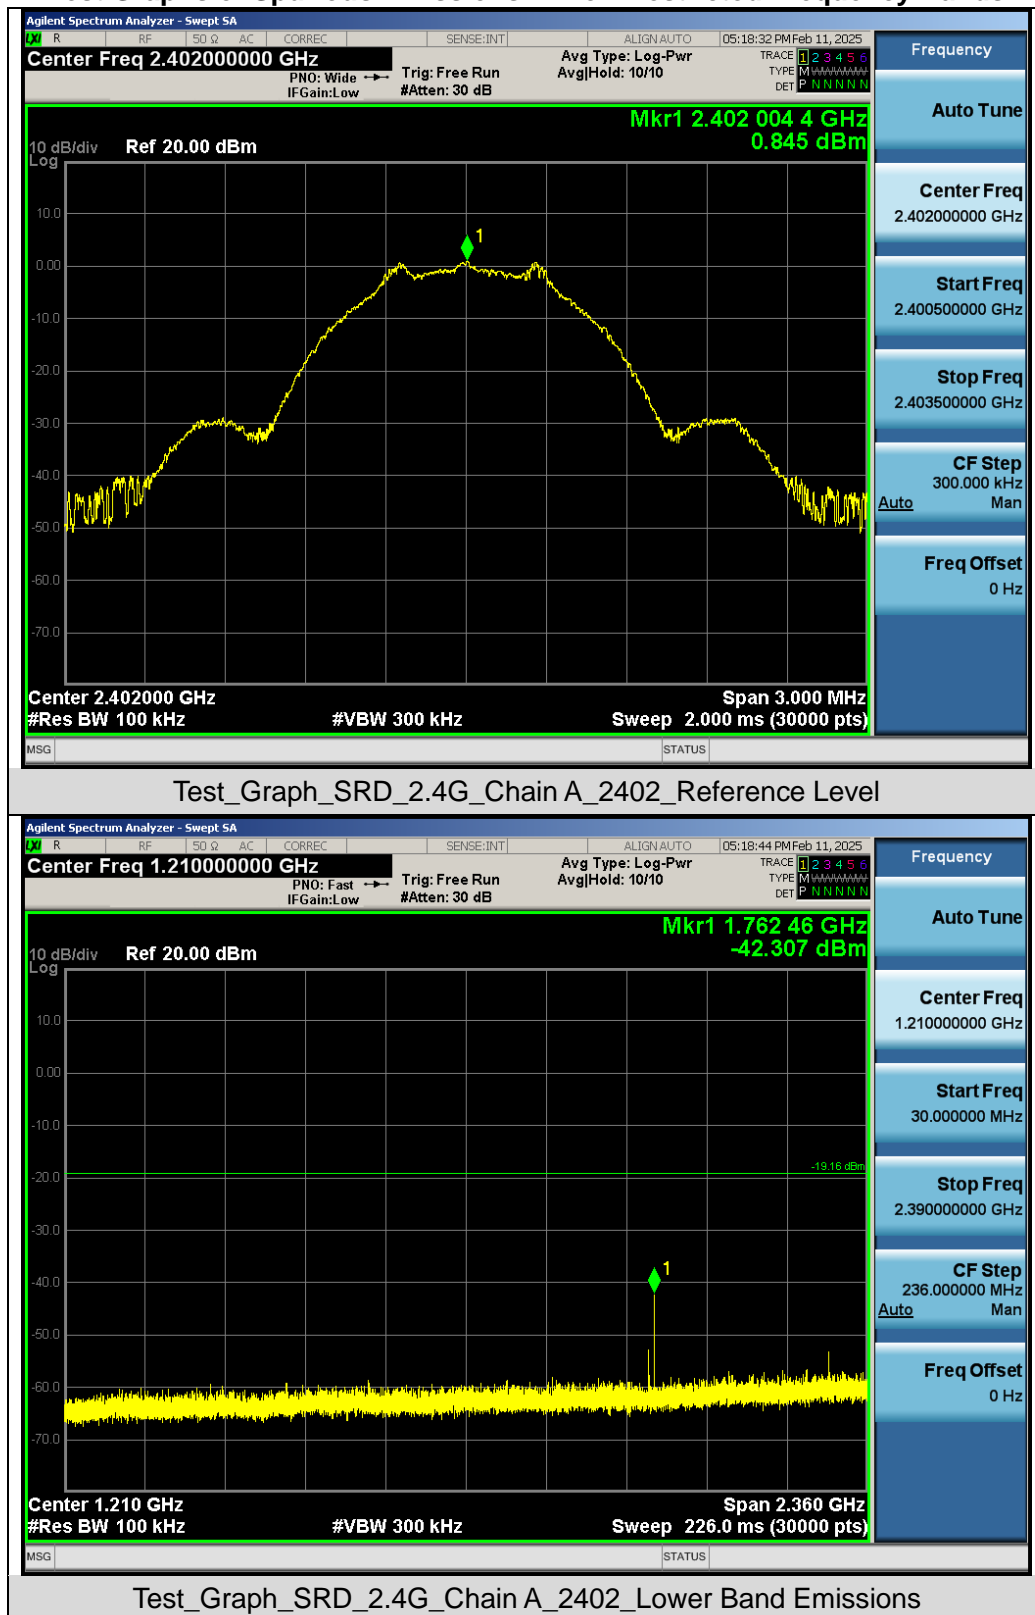 Agilent Spectrum Analyzer - Swept SA
LXI R RF 50 Ω AC CORREC SENSE:INT ALIGN AUTO 05:18:32 PM Feb 11, 2025
Center Freq 2.402000000 GHz
PNO: Wide
IFGain:Low
Trig: Free Run
#Atten: 30 dB
Avg Type: Log-Pwr
Avg|Hold: 10/10
TRACE 1 2 3 4 5 6
TYPE M
DET P N N N N N
Mkr1 2.402 004 4 GHz
0.845 dBm
10 dB/div Ref 20.00 dBm
Log
10.0
1
0.00
-10.0
-20.0
-30.0
-40.0
-50.0
-60.0
-70.0
Center 2.402000 GHz Span 3.000 MHz
#Res BW 100 kHz #VBW 300 kHz Sweep 2.000 ms (30000 pts)
MSG STATUS
Frequency
Auto Tune
Center Freq
2.402000000 GHz
Start Freq
2.400500000 GHz
Stop Freq
2.403500000 GHz
CF Step
300.000 kHz
Auto Man
Freq Offset
0 Hz
Test_Graph_SRD_2.4G_Chain A_2402_Reference Level
Agilent Spectrum Analyzer - Swept SA
LXI R RF 50 Ω AC CORREC SENSE:INT ALIGN AUTO 05:18:44 PM Feb 11, 2025
Center Freq 1.210000000 GHz
PNO: Fast
IFGain:Low
Trig: Free Run
#Atten: 30 dB
Avg Type: Log-Pwr
Avg|Hold: 10/10
TRACE 1 2 3 4 5 6
TYPE M
DET P N N N N N
Mkr1 1.762 46 GHz
-42.307 dBm
10 dB/div Ref 20.00 dBm
Log
10.0
0.00
-10.0
-19.16 dBm
-20.0
-30.0
1
-40.0
-50.0
-60.0
-70.0
Center 1.210 GHz Span 2.360 GHz
#Res BW 100 kHz #VBW 300 kHz Sweep 226.0 ms (30000 pts)
MSG STATUS
Frequency
Auto Tune
Center Freq
1.210000000 GHz
Start Freq
30.000000 MHz
Stop Freq
2.390000000 GHz
CF Step
236.000000 MHz
Auto Man
Freq Offset
0 Hz
Test_Graph_SRD_2.4G_Chain A_2402_Lower Band Emissions